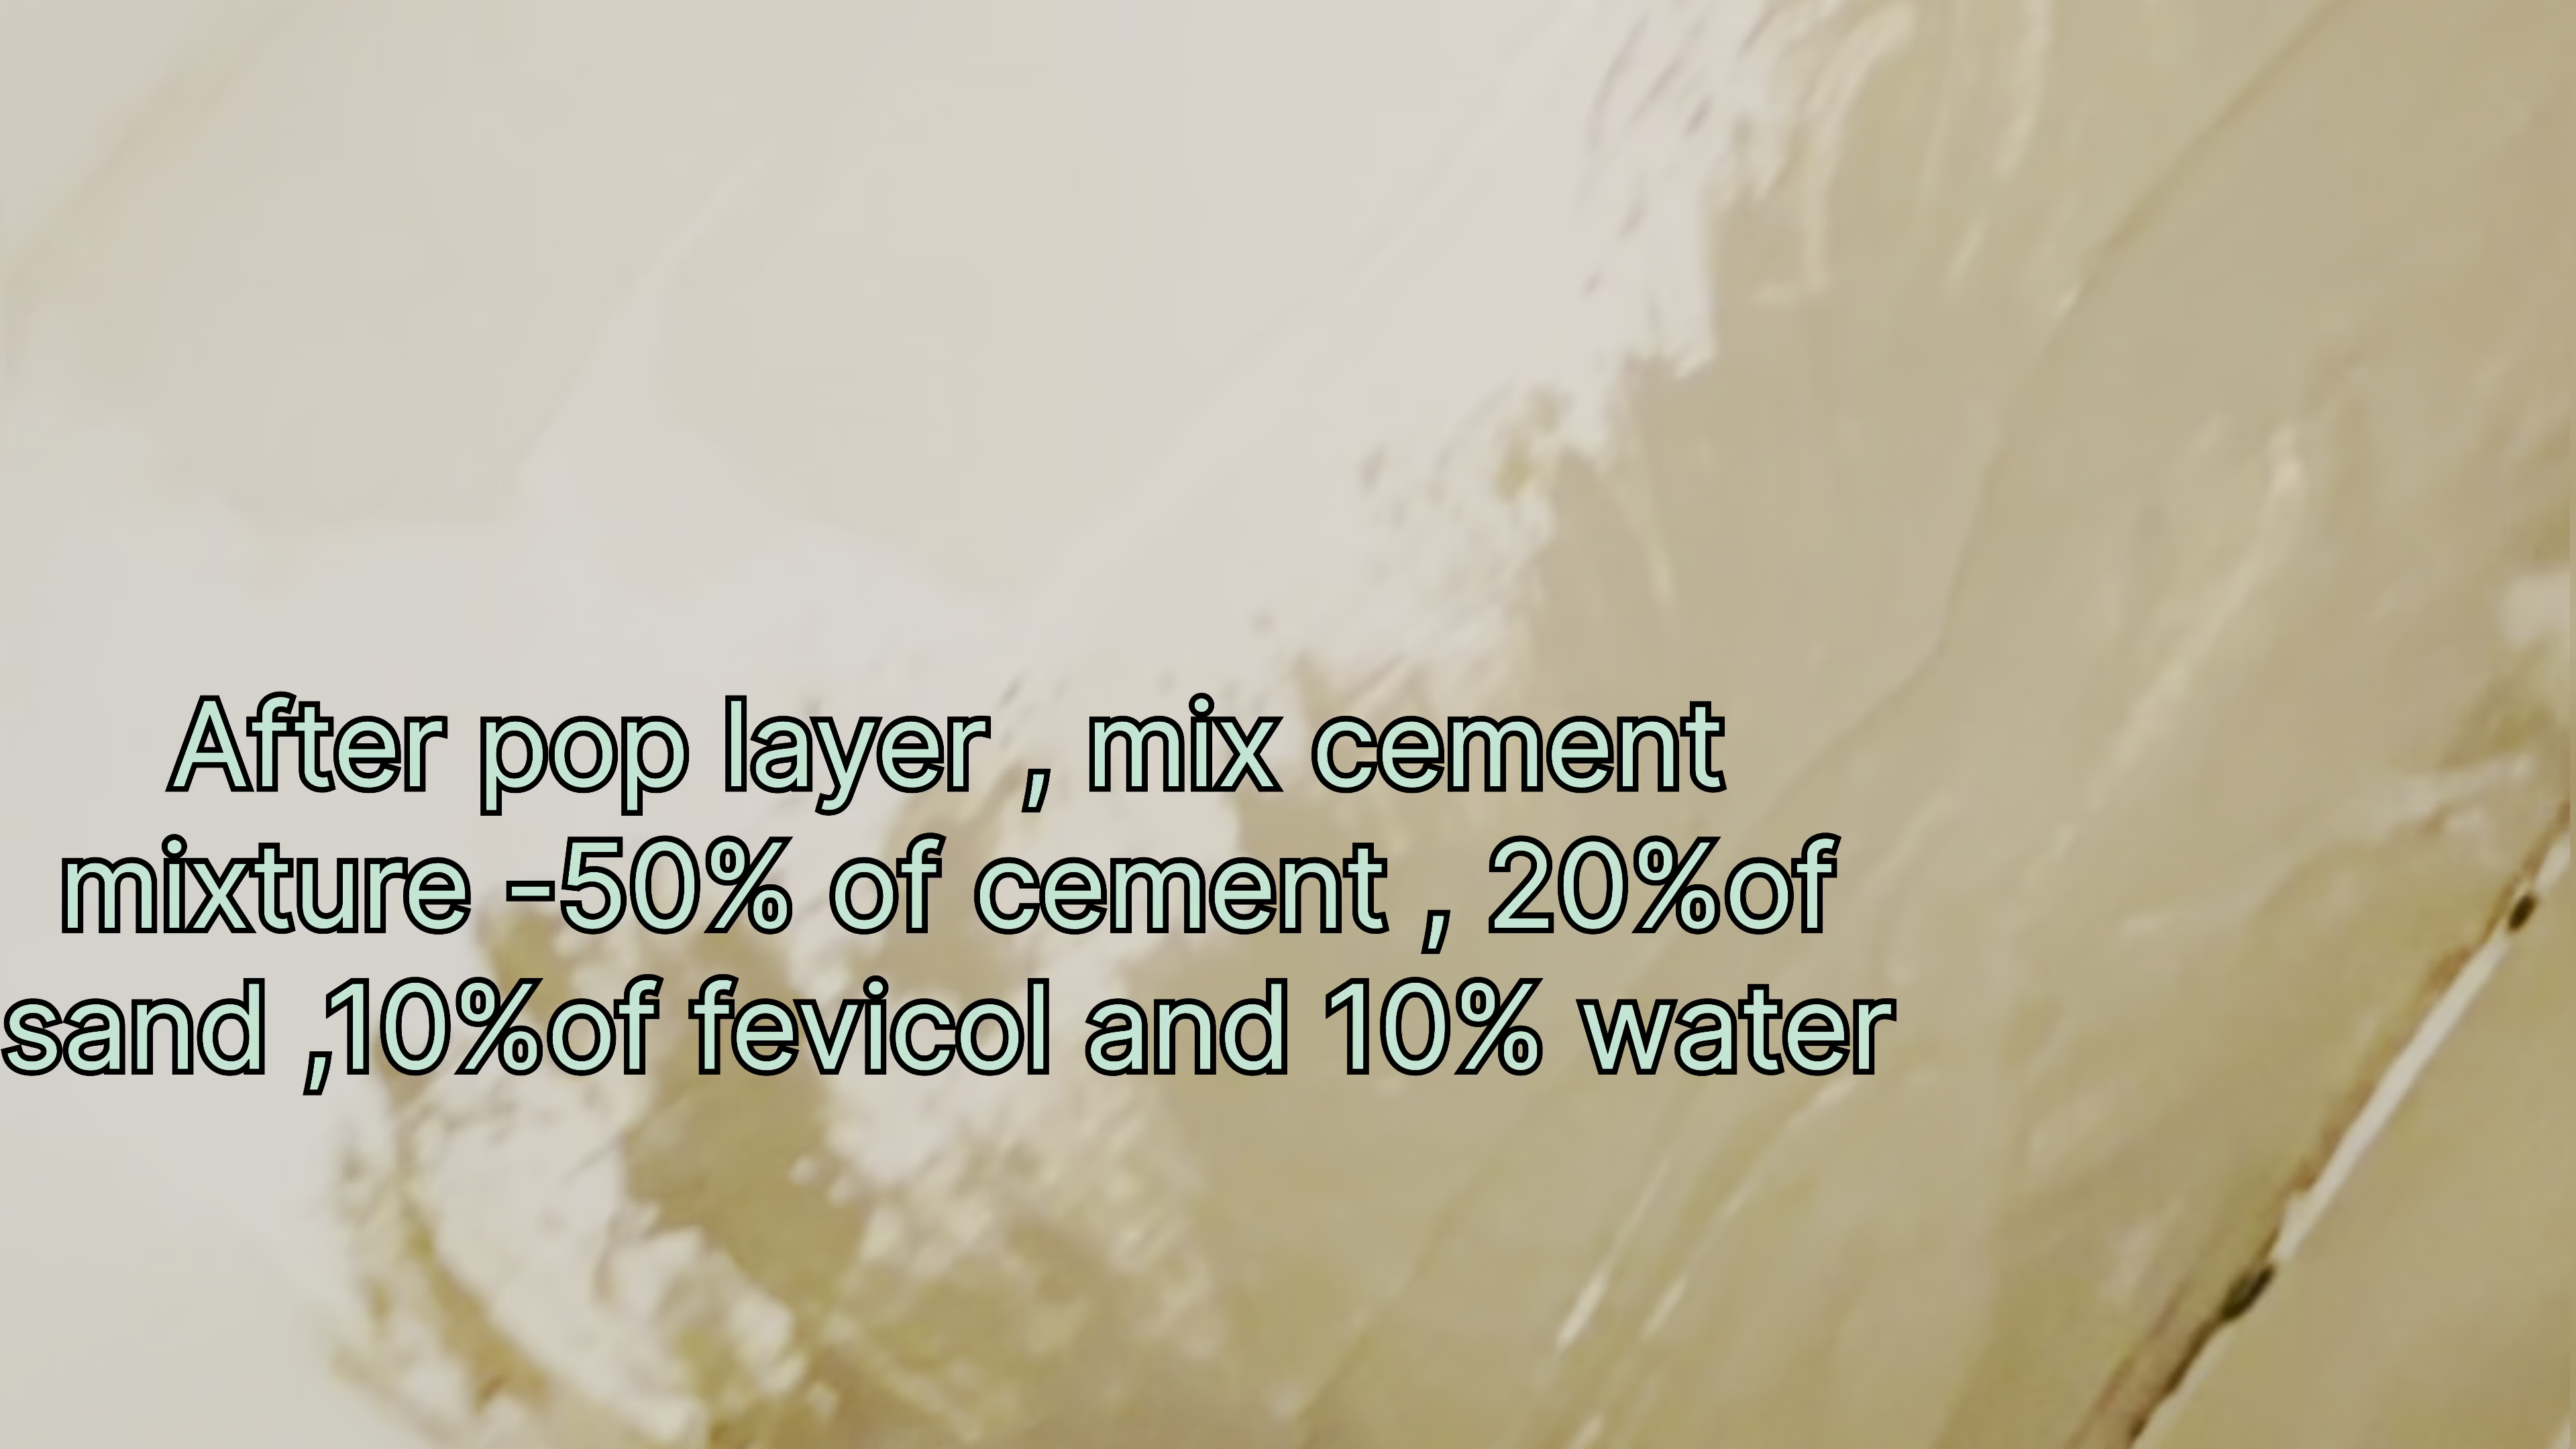 After pop layer , mix cement
mixture -50% of cement , 20%of
sand ,10%of fevicol and 10% water